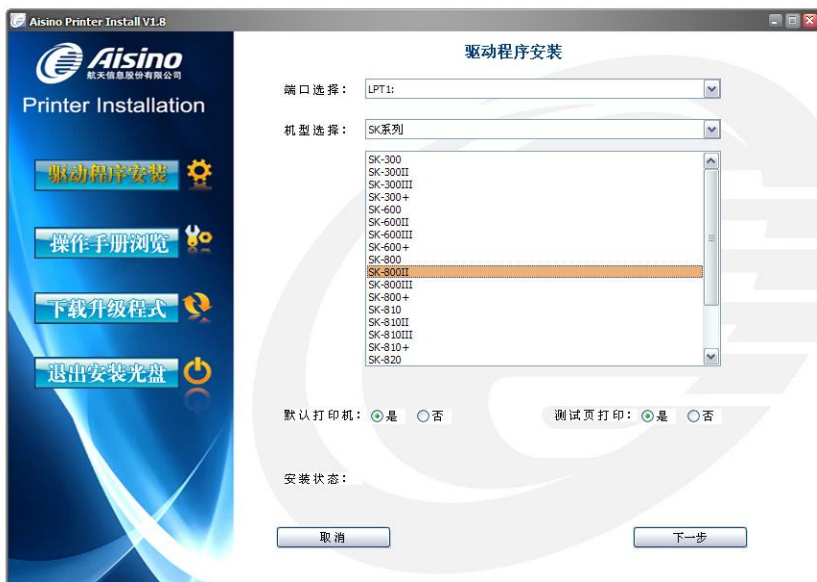 Aisino Printer Install V1.8
Aisino
航天信息股份有限公司
Printer Installation
驱动程序安装
操作手册浏览
下载升级程式
退出安装光盘
驱动程序安装
端口选择： LPT1:
机型选择： SK系列
SK-300
SK-300II
SK-300III
SK-300+
SK-600
SK-600II
SK-600III
SK-600+
SK-800
SK-800II
SK-800III
SK-800+
SK-810
SK-810II
SK-810III
SK-810+
SK-820
默认打印机： 是 否 测试页打印： 是 否
安装状态：
取消 下一步